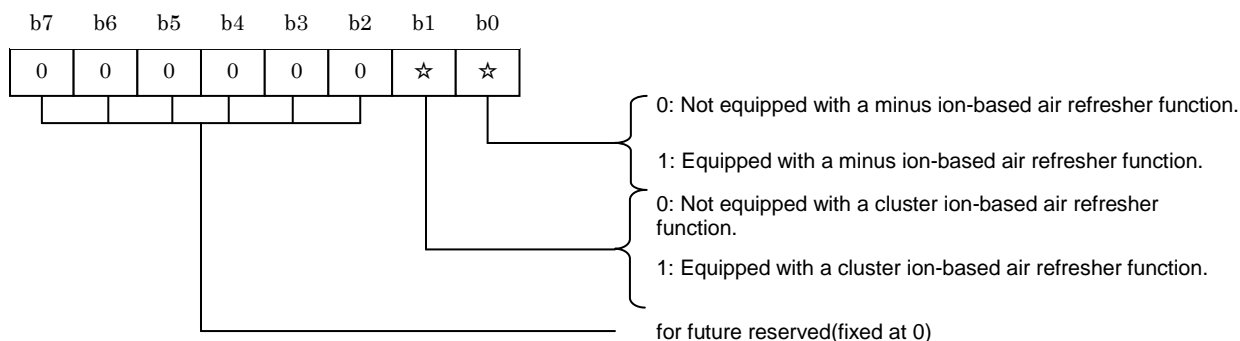 b7 b6 b5 b4 b3 b2 b1 b0
0 0 0 0 0 0 ☆ ☆
0: Not equipped with a minus ion-based air refresher function.
1: Equipped with a minus ion-based air refresher function.
0: Not equipped with a cluster ion-based air refresher
function.
1: Equipped with a cluster ion-based air refresher function.
for future reserved(fixed at 0)